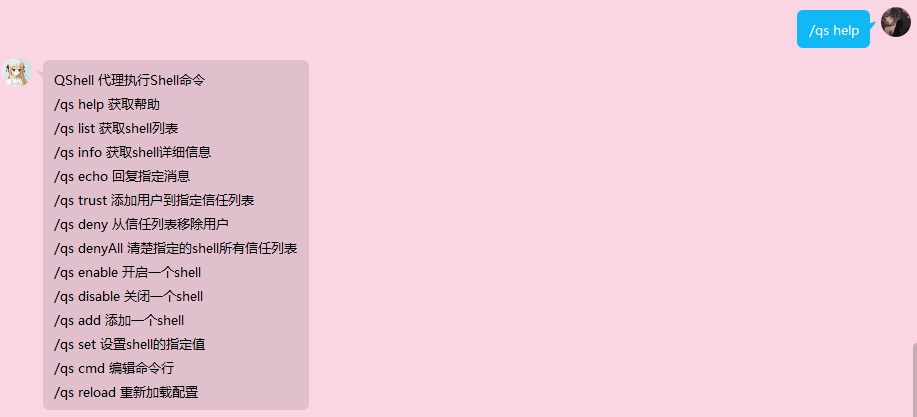 /qs help
QShell 代理执行Shell命令
/qs help 获取帮助
/qs list 获取shell列表
/qs info 获取shell详细信息
/qs echo 回复指定消息
/qs trust 添加用户到指定信任列表
/qs deny 从信任列表移除用户
/qs denyAll 清楚指定的shell所有信任列表
/qs enable 开启一个shell
/qs disable 关闭一个shell
/qs add 添加一个shell
/qs set 设置shell的指定值
/qs cmd 编辑命令行
/qs reload 重新加载配置